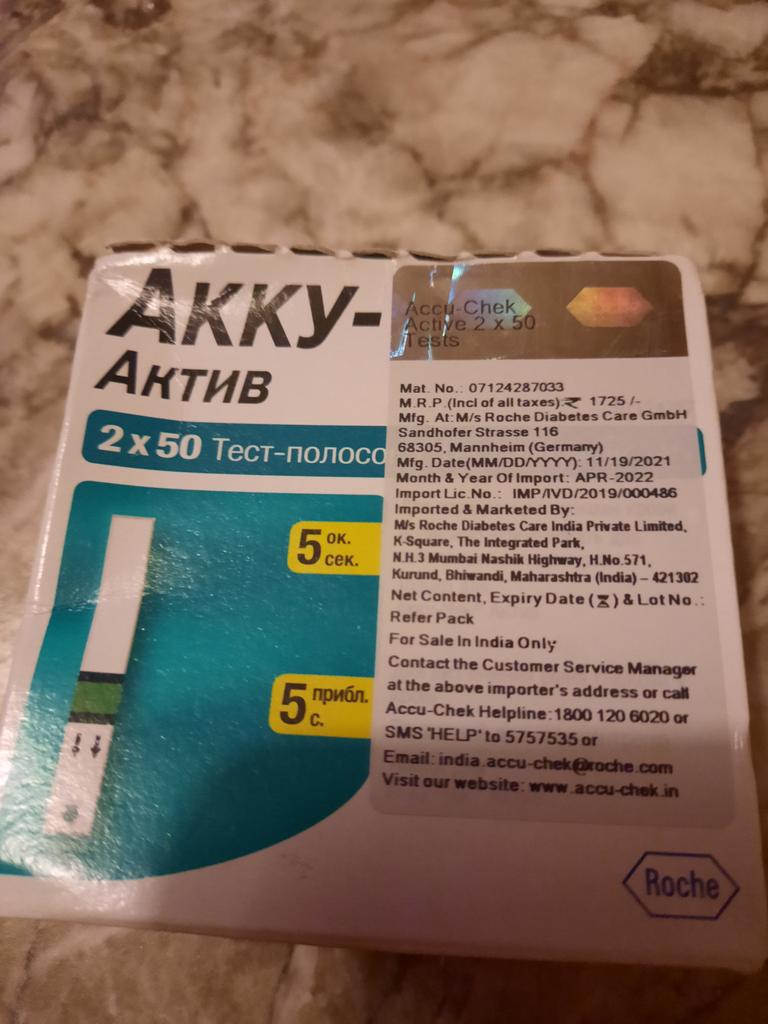 АККУ-
АКТИВ
2 x 50 Тест-полосо
5 ок. сек.
5 прибл. с.
Accu-Chek
Active 2 x 50
Tests
Mat. No.: 07124287033
M.R.P.(Incl of all taxes):₹ 1725 /-
Mfg. At: M/s Roche Diabetes Care GmbH
Sandhofer Strasse 116
68305, Mannheim (Germany)
Mfg. Date(MM/DD/YYYY): 11/19/2021
Month & Year Of Import: APR-2022
Import Lic.No.: IMP/IVD/2019/000486
Imported & Marketed By:
M/s Roche Diabetes Care India Private Limited,
K-Square, The Integrated Park,
N.H.3 Mumbai Nashik Highway, H.No.571,
Kurund, Bhiwandi, Maharashtra (India) – 421302
Net Content, Expiry Date (⌛) & Lot No.:
Refer Pack
For Sale In India Only
Contact the Customer Service Manager
at the above importer's address or call
Accu-Chek Helpline: 1800 120 6020 or
SMS 'HELP' to 5757535 or
Email: india.accu-chek@roche.com
Visit our website: www.accu-chek.in
Roche